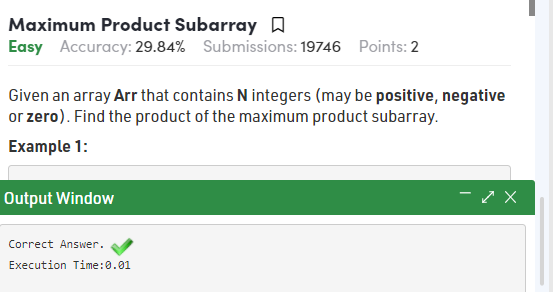 Maximum Product Subarray
Easy Accuracy: 29.84% Submissions: 19746 Points: 2
Given an array Arr that contains N integers (may be positive, negative
or zero). Find the product of the maximum product subarray.
Example 1:
Output Window
Correct Answer.
Execution Time:0.01